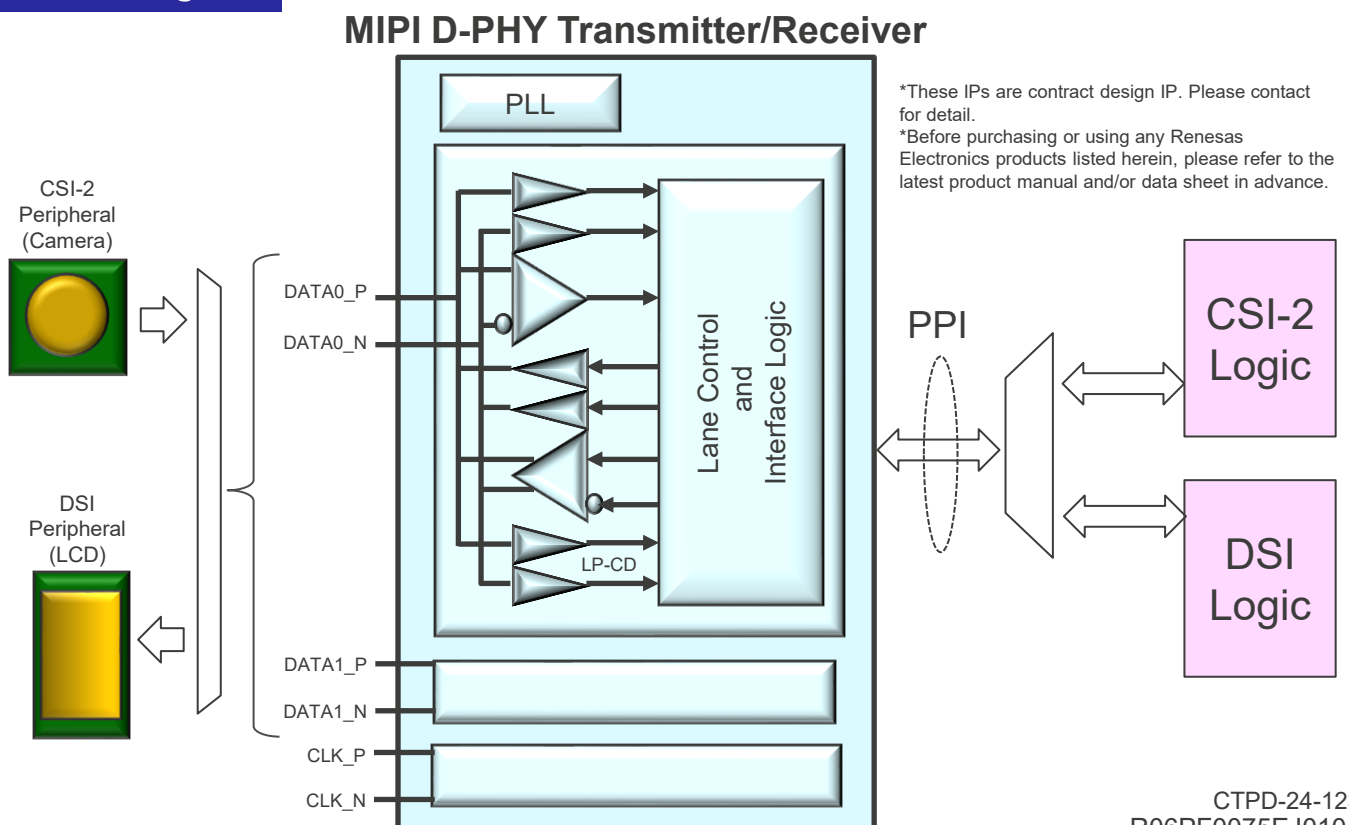 MIPI D-PHY Transmitter/Receiver
PLL
*These IPs are contract design IP. Please contact
for detail.
*Before purchasing or using any Renesas
Electronics products listed herein, please refer to the
latest product manual and/or data sheet in advance.
CSI-2
Peripheral
(Camera)
DATA0_P
DATA0_N
Lane Control
and
Interface Logic
PPI
CSI-2
Logic
DSI
Peripheral
(LCD)
LP-CD
DSI
Logic
DATA1_P
DATA1_N
CLK_P
CLK_N
CTPD-24-12